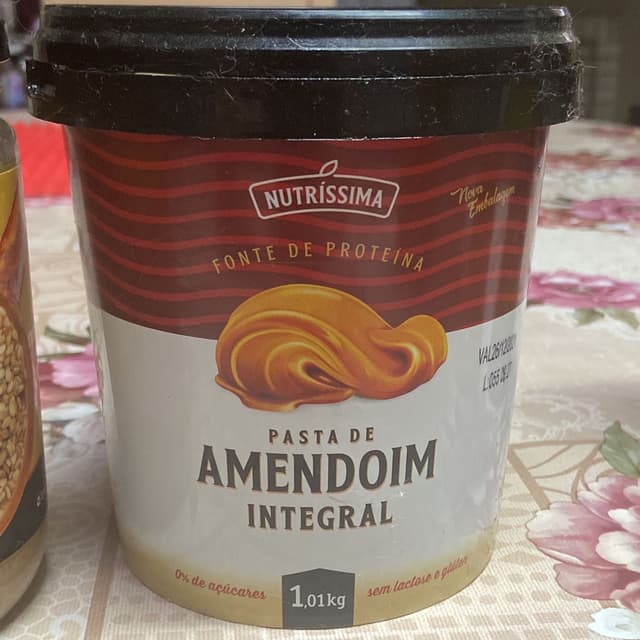 NUTRÍSSIMA
Nova
Embalagem
FONTE DE PROTEÍNA
PASTA DE
AMENDOIM
INTEGRAL
0% de açúcares
1,01kg
sem lactose e glúten